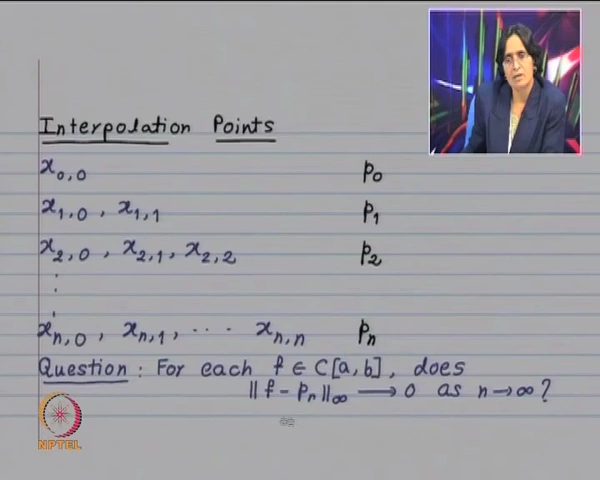 Interpolation Points
x₀,₀ p₀
x₁,₀ , x₁,₁ p₁
x₂,₀ , x₂,₁ , x₂,₂ p₂
⋮
xₙ,₀ , xₙ,₁ , ... xₙ,ₙ pₙ
Question : For each f ∈ C[a,b], does
‖f - pₙ‖∞ → 0 as n → ∞?
NPTEL